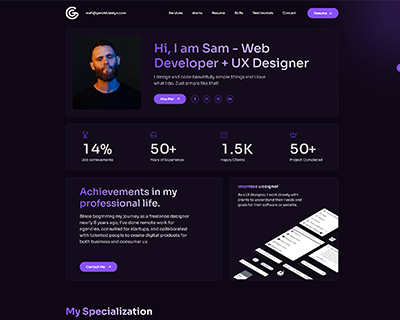 mail@gerolddesign.com
Services Works Resume Skills Testimonials Contact
Hi, I am Sam - Web
Developer + UX Designer
I design and code beautifully simple things and I love
what I do. Just simple like that!
Hire Me
14% 50+ 1.5K 50+
Job achievements Years of Experience Happy Clients Project Completed
Achievements in my
professional life.
Since beginning my journey as a freelance designer
nearly 8 years ago, I've done remote work for
agencies, consulted for startups, and collaborated
with talented people to create digital products for
both business and consumer us
Contact Me
Interface Designer
As a UI designer, I work closely with
clients to understand their needs and
goals for their software or website.
My Specialization